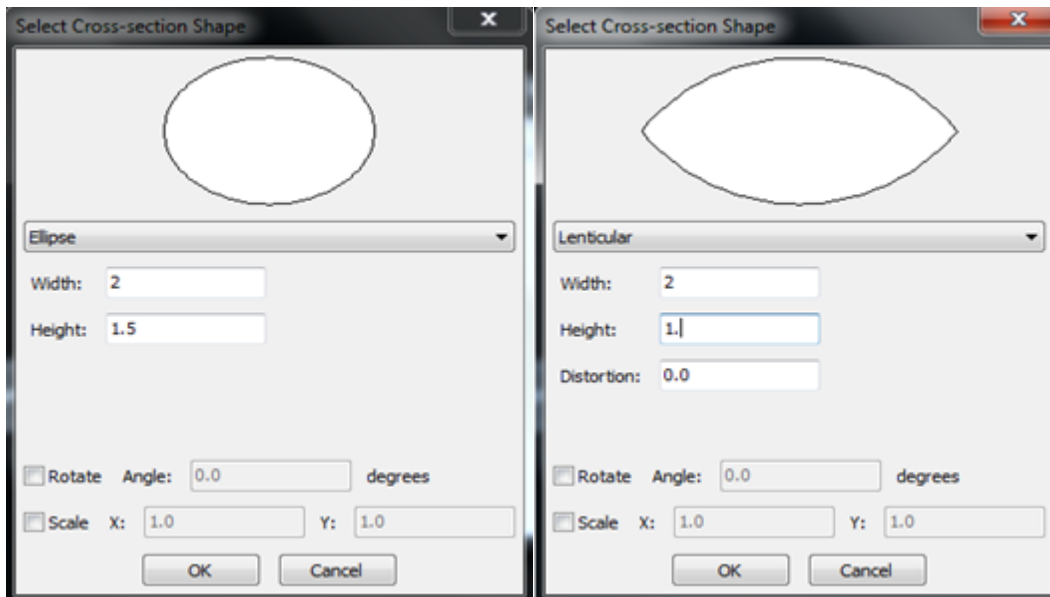 Select Cross-section Shape
Ellipse
Width: 2
Height: 1.5
Rotate Angle: 0.0 degrees
Scale X: 1.0 Y: 1.0
OK Cancel
Select Cross-section Shape
Lenticular
Width: 2
Height: 1.
Distortion: 0.0
Rotate Angle: 0.0 degrees
Scale X: 1.0 Y: 1.0
OK Cancel